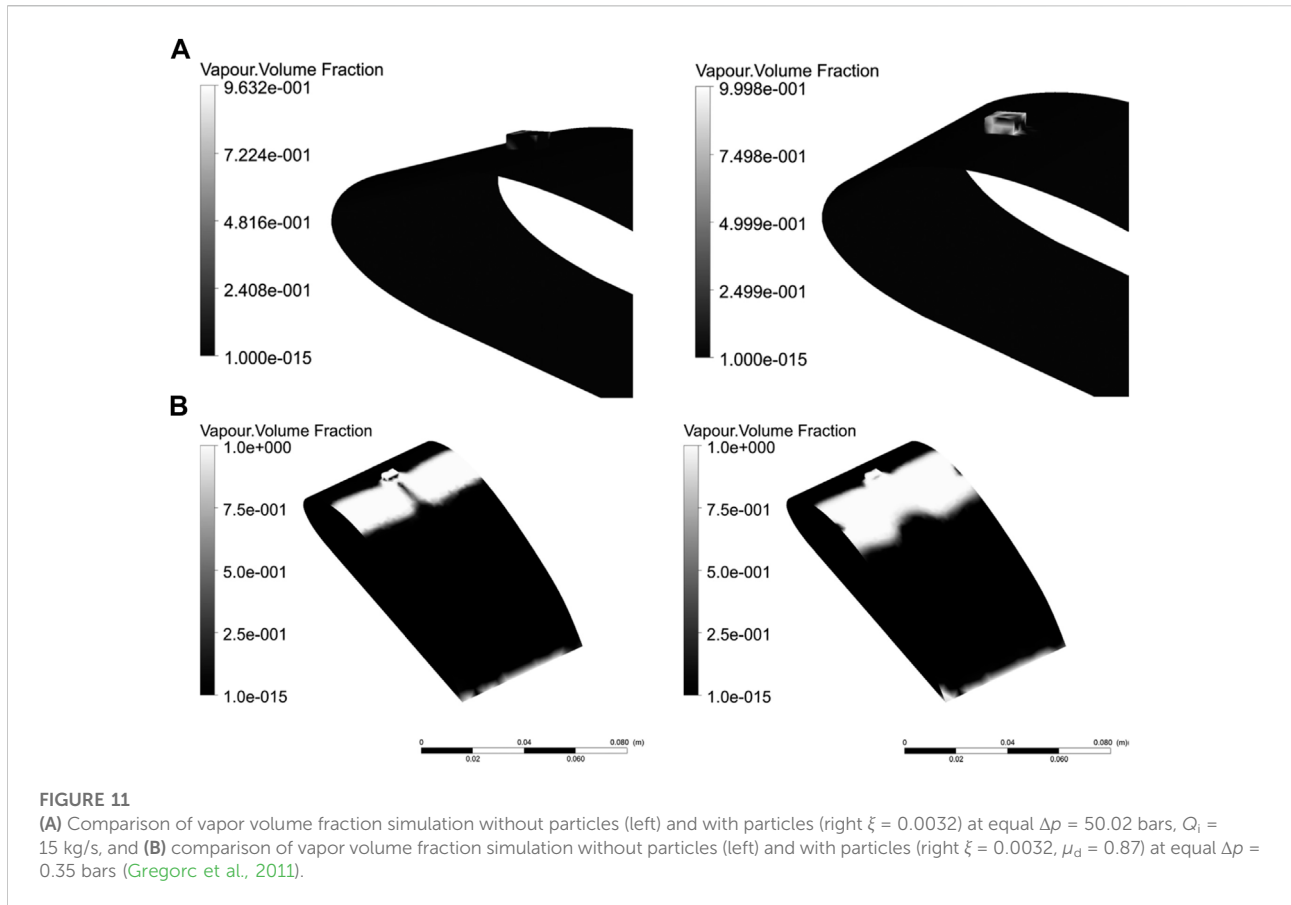 A
Vapour.Volume Fraction
9.632e-001
7.224e-001
4.816e-001
2.408e-001
1.000e-015
Vapour.Volume Fraction
9.998e-001
7.498e-001
4.999e-001
2.499e-001
1.000e-015
B
Vapour.Volume Fraction
1.0e+000
7.5e-001
5.0e-001
2.5e-001
1.0e-015
0 0.04 0.080 (m)
0.02 0.060
Vapour.Volume Fraction
1.0e+000
7.5e-001
5.0e-001
2.5e-001
1.0e-015
0 0.04 0.080 (m)
0.02 0.060
FIGURE 11
(A) Comparison of vapor volume fraction simulation without particles (left) and with particles (right ξ = 0.0032) at equal Δp = 50.02 bars, Qi =
15 kg/s, and (B) comparison of vapor volume fraction simulation without particles (left) and with particles (right ξ = 0.0032, μd = 0.87) at equal Δp =
0.35 bars (Gregorc et al., 2011).